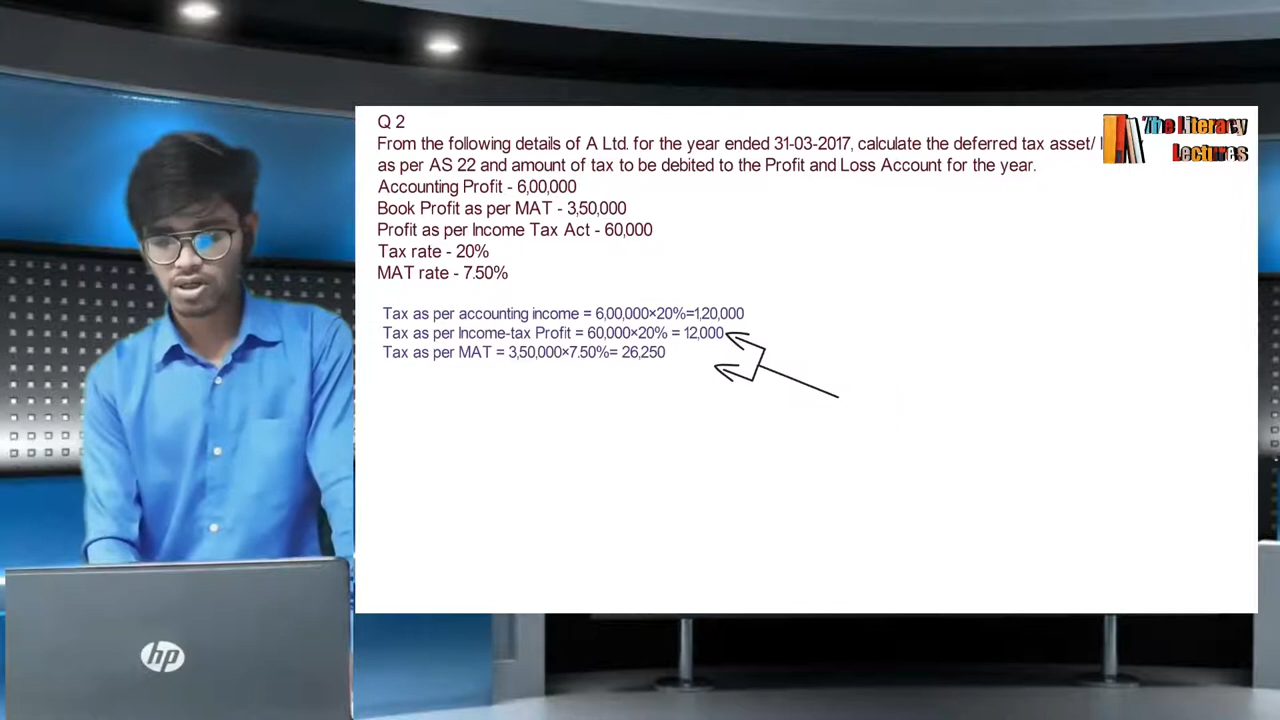 Q 2
From the following details of A Ltd. for the year ended 31-03-2017, calculate the deferred tax asset/
as per AS 22 and amount of tax to be debited to the Profit and Loss Account for the year.
Accounting Profit - 6,00,000
Book Profit as per MAT - 3,50,000
Profit as per Income Tax Act - 60,000
Tax rate - 20%
MAT rate - 7.50%
Tax as per accounting income = 6,00,000×20%=1,20,000
Tax as per Income-tax Profit = 60,000×20% = 12,000
Tax as per MAT = 3,50,000×7.50%= 26,250
The Literacy
Lectures
hp